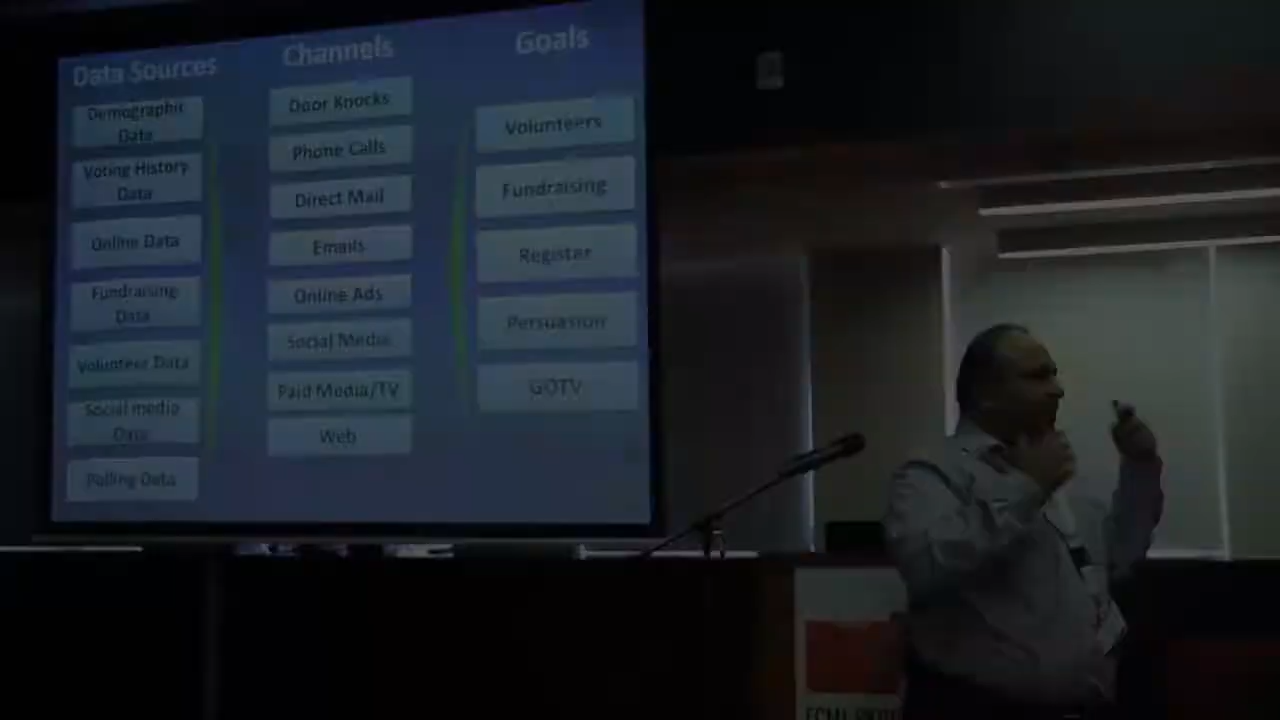 Data Sources
Demographic
Data
Voting History
Data
Online Data
Fundraising
Data
Volunteer Data
Social media
Data
Polling Data
Channels
Door Knocks
Phone Calls
Direct Mail
Emails
Online Ads
Social Media
Paid Media/TV
Web
Goals
Volunteers
Fundraising
Register
Persuasion
GOTV